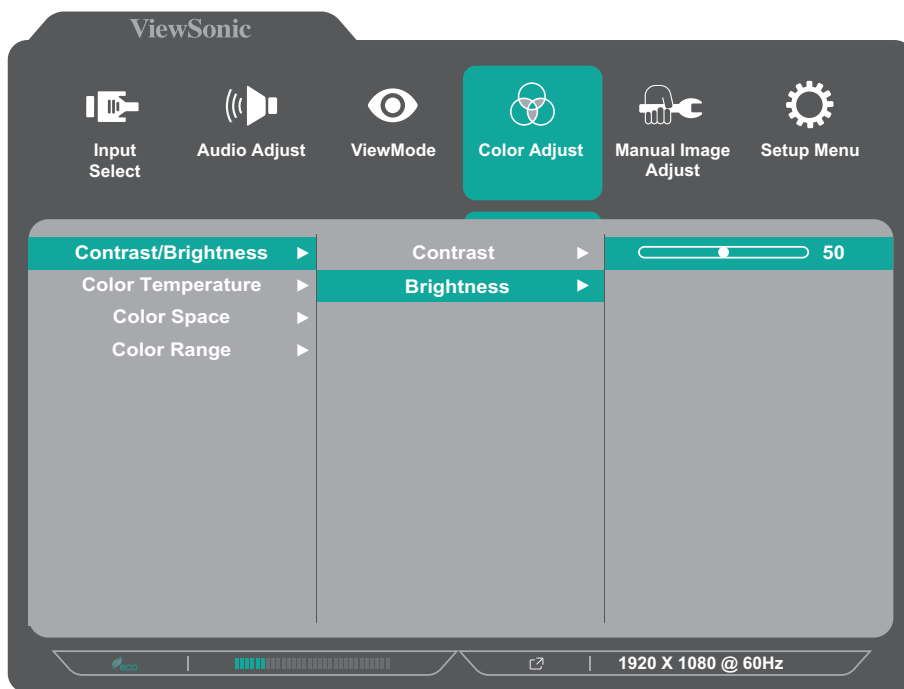 ViewSonic
Input
Select
Audio Adjust
ViewMode
Color Adjust
Manual Image
Adjust
Setup Menu
Contrast/Brightness
Contrast
50
Color Temperature
Brightness
Color Space
Color Range
eco
1920 X 1080 @ 60Hz